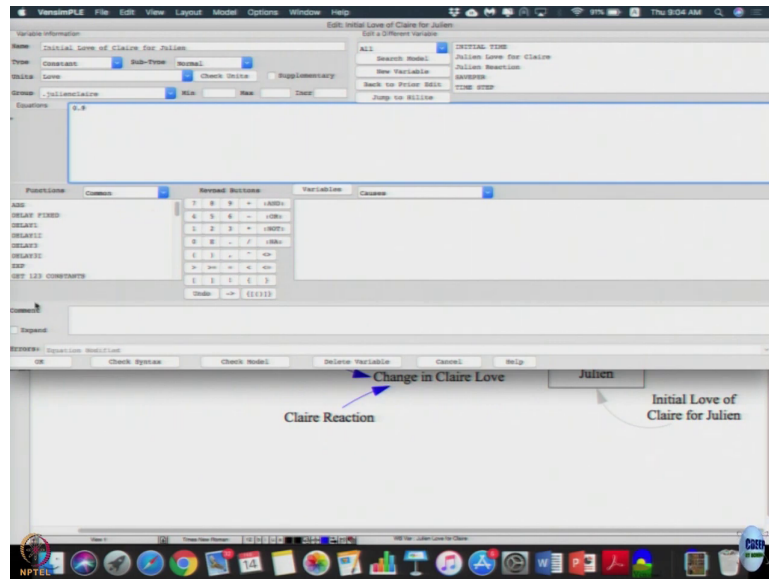 VensimPLE File Edit View Layout Model Options Window Help 91% Thu 9:04 AM
Edit: Initial Love of Claire for Julien
Variable Information
Edit a Different Variable
Name Initial Love of Claire for Julien
All
INITIAL TIME
Julien Love for Claire
Julien Reaction
SAVEPER
TIME STEP
Type Constant Sub-Type Normal
Search Model
Units Love Check Units Supplementary
New Variable
Back to Prior Edit
Group .julienclaire Min Max Incr
Jump to Hilite
Equations 0.8
=
Functions Common Keypad Buttons Variables Causes
ABS
DELAY FIXED
DELAY1
DELAY1I
DELAY3
DELAY3I
EXP
GET 123 CONSTANTS
7 8 9 + :AND:
4 5 6 - :OR:
1 2 3 * :NOT:
0 E . / :NA:
( ) , ^ <>
> >= = < <=
[ ] ! { }
Undo -> {[()]}
Comment
Expand
Errors: Equation Modified
OK Check Syntax Check Model Delete Variable Cancel Help
Change in Claire Love
Julien
Claire Reaction
Initial Love of
Claire for Julien
View 1 Times New Roman 12
14
NPTEL